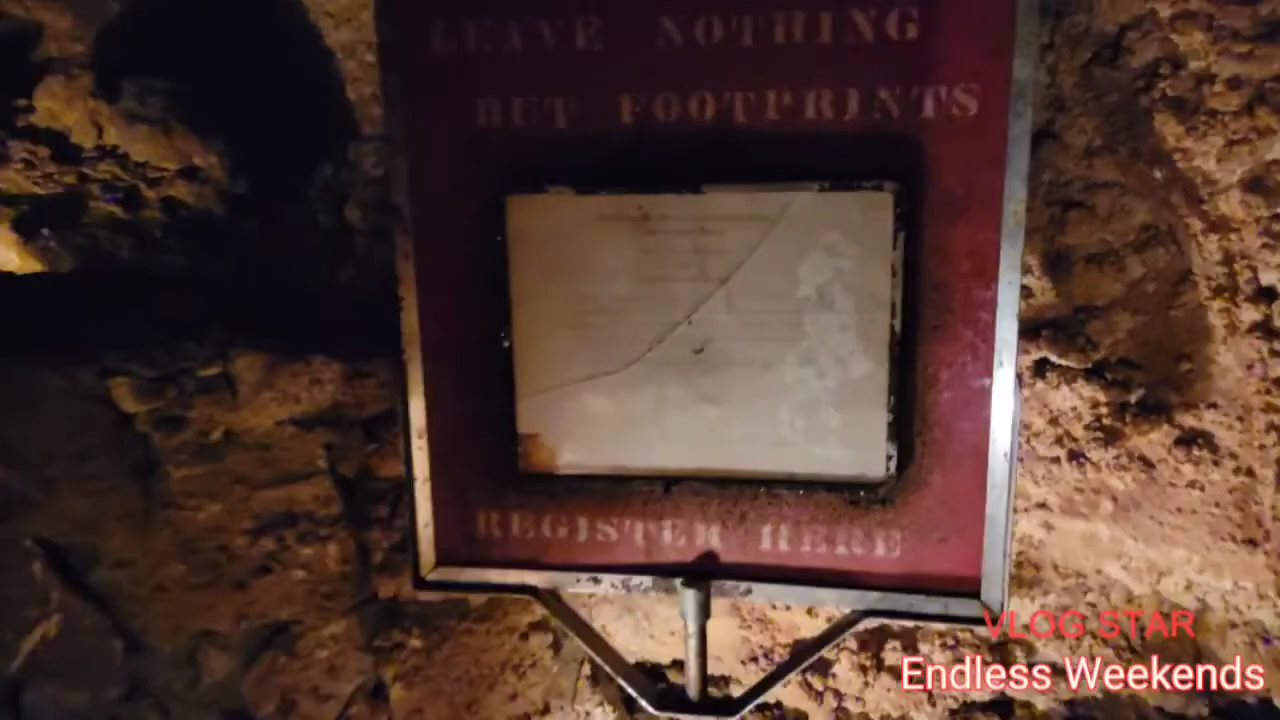 LEAVE NOTHING
BUT FOOTPRINTS
REGISTER HERE
VLOG STAR
Endless Weekends